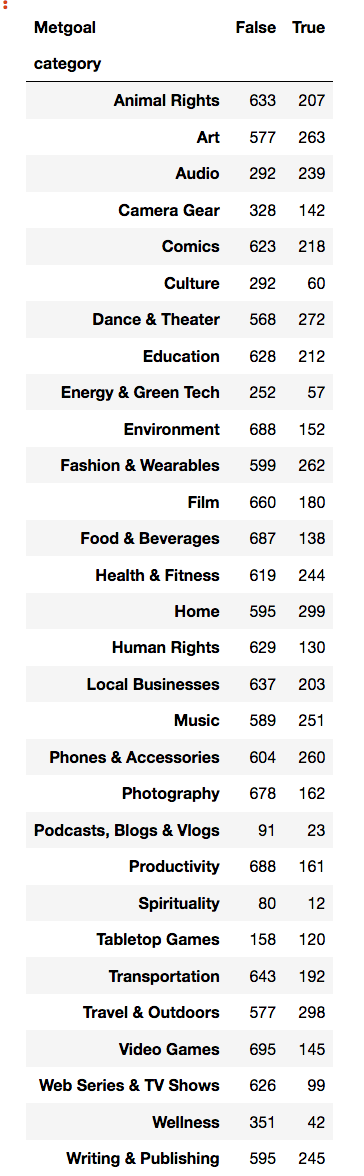 Metgoal False True
category
Animal Rights 633 207
Art 577 263
Audio 292 239
Camera Gear 328 142
Comics 623 218
Culture 292 60
Dance & Theater 568 272
Education 628 212
Energy & Green Tech 252 57
Environment 688 152
Fashion & Wearables 599 262
Film 660 180
Food & Beverages 687 138
Health & Fitness 619 244
Home 595 299
Human Rights 629 130
Local Businesses 637 203
Music 589 251
Phones & Accessories 604 260
Photography 678 162
Podcasts, Blogs & Vlogs 91 23
Productivity 688 161
Spirituality 80 12
Tabletop Games 158 120
Transportation 643 192
Travel & Outdoors 577 298
Video Games 695 145
Web Series & TV Shows 626 99
Wellness 351 42
Writing & Publishing 595 245